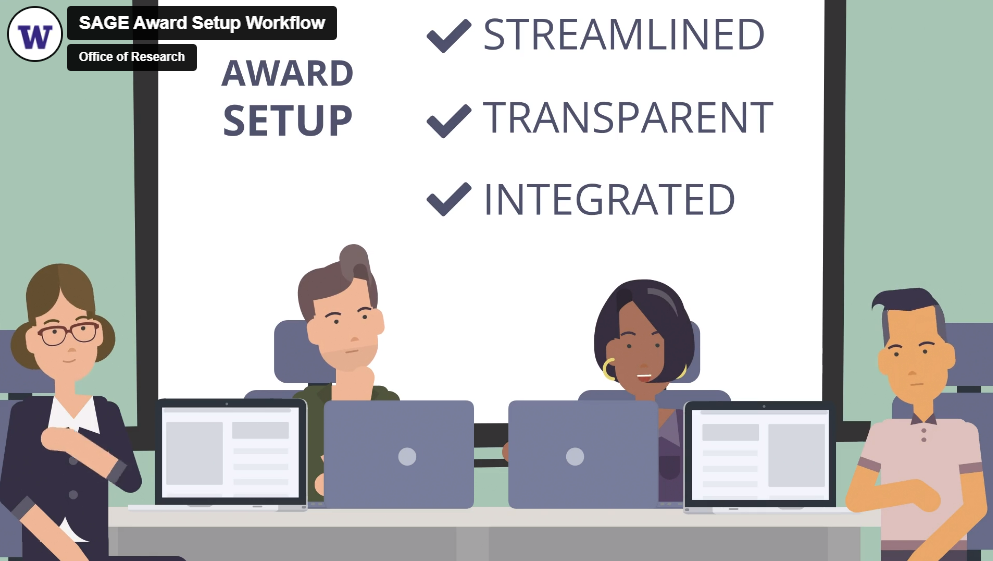 W
SAGE Award Setup Workflow
Office of Research
AWARD
SETUP
STREAMLINED
TRANSPARENT
INTEGRATED